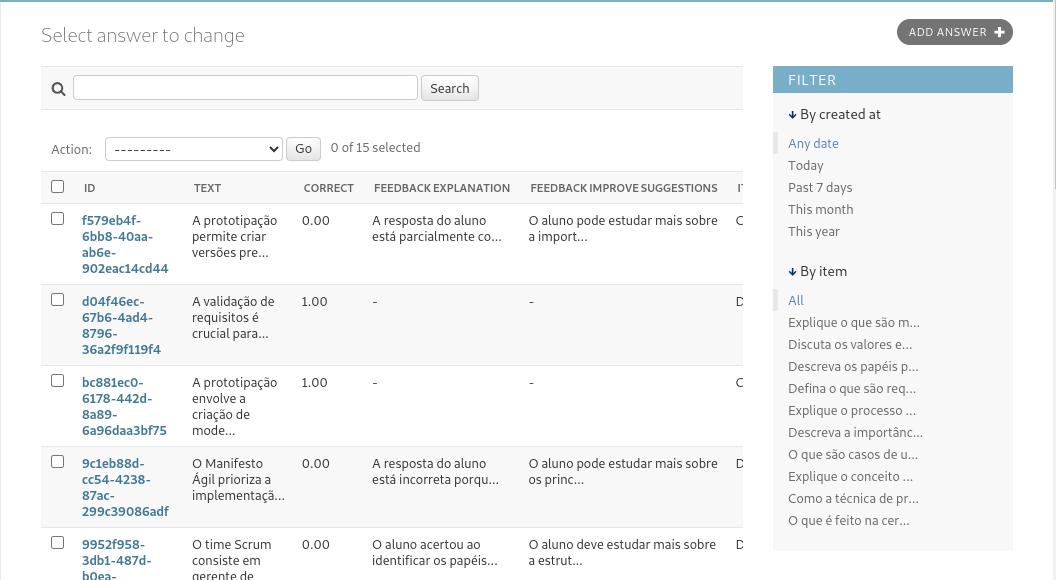 Select answer to change
ADD ANSWER
Search
Action:
---------
Go
0 of 15 selected
ID TEXT CORRECT FEEDBACK EXPLANATION FEEDBACK IMPROVE SUGGESTIONS
f579eb4f-
6bb8-40aa-
ab6e-
902eac14cd44
A prototipação
permite criar
versões pre...
0.00
A resposta do aluno
está parcialmente co...
O aluno pode estudar mais sobre
a import...
d04f46ec-
67b6-4ad4-
8796-
36a2f9f119f4
A validação de
requisitos é
crucial para...
1.00
-
-
bc881ec0-
6178-442d-
8a89-
6a96daa3bf75
A prototipação
envolve a
criação de
mode...
1.00
-
-
9c1eb88d-
cc54-4238-
87ac-
299c39086adf
O Manifesto
Ágil prioriza a
implementaçã...
0.00
A resposta do aluno
está incorreta porqu...
O aluno pode estudar mais sobre
os princ...
9952f958-
3db1-487d-
b0ea-
O time Scrum
consiste em
gerente de
0.00
O aluno acertou ao
identificar os papéis...
O aluno deve estudar mais sobre
a estrut...
FILTER
By created at
Any date
Today
Past 7 days
This month
This year
By item
All
Explique o que são m...
Discuta os valores e...
Descreva os papéis p...
Defina o que são req...
Explique o processo ...
Descreva a importânc...
O que são casos de u...
Explique o conceito ...
Como a técnica de pr...
O que é feito na cer...